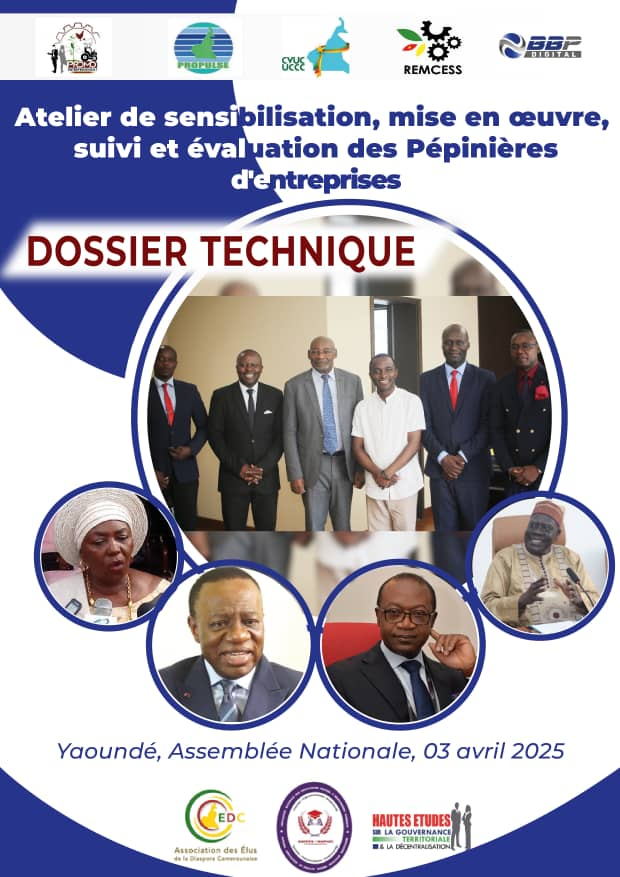 PROPULSE
CVUC
UCCC
REMCESS
BBP
DIGITAL
Atelier de sensibilisation, mise en œuvre,
suivi et évaluation des Pépinières
d'entreprises
DOSSIER TECHNIQUE
Yaoundé, Assemblée Nationale, 03 avril 2025
EDC
Association des Elus
de la Diaspora Camerounaise
HAUTES ETUDES
SUR LA GOUVERNANCE
TERRITORIALE
& LA DÉCENTRALISATION